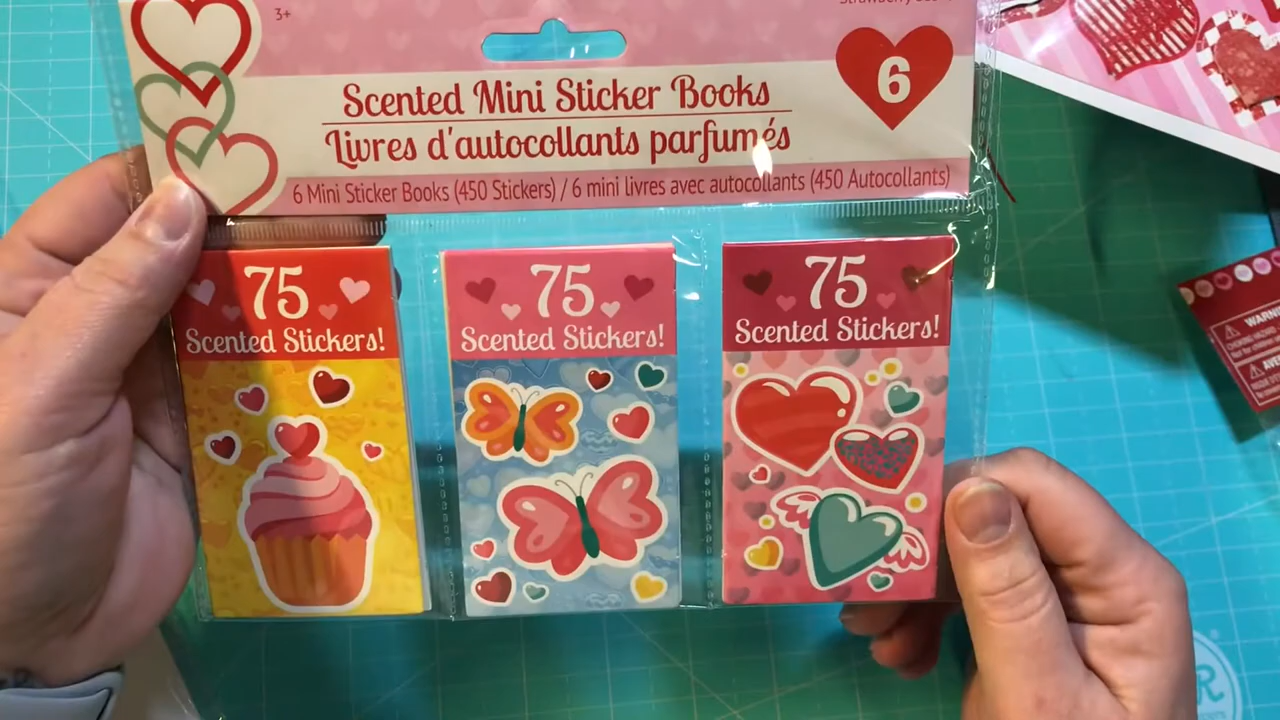 3+
Strawberry
Scented Mini Sticker Books
6
Livres d'autocollants parfumés
6 Mini Sticker Books (450 Stickers) / 6 mini livres avec autocollants (450 Autocollants)
75
Scented Stickers!
75
Scented Stickers!
75
Scented Stickers!